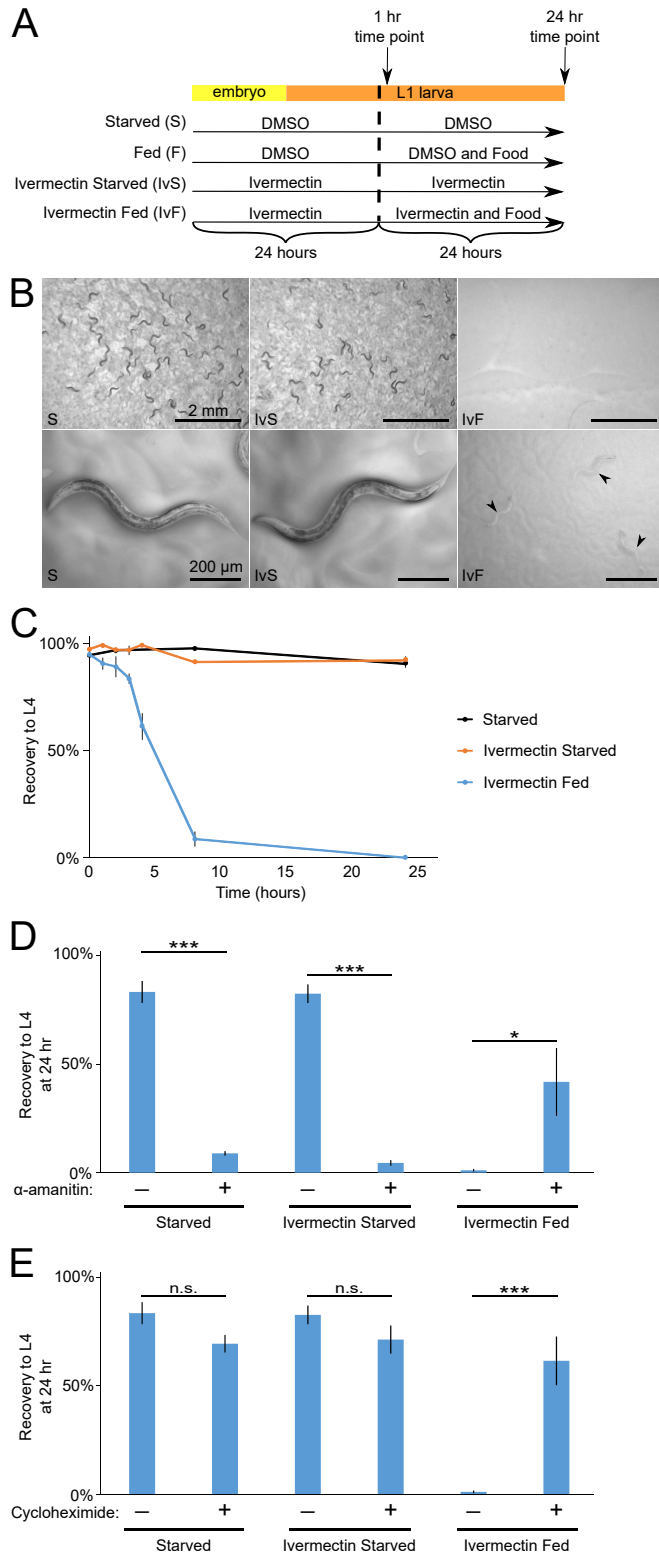 A
1 hr
time point
24 hr
time point
embryo
L1 larva
Starved (S)
DMSO
DMSO
Fed (F)
DMSO
DMSO and Food
Ivermectin Starved (IvS)
Ivermectin
Ivermectin
Ivermectin Fed (IvF)
Ivermectin
Ivermectin and Food
24 hours
24 hours
B
S
2 mm
IvS
IvF
S
200 µm
IvS
IvF
C
Recovery to L4
100%
50%
0%
0
5
10
15
20
25
Time (hours)
Starved
Ivermectin Starved
Ivermectin Fed
D
Recovery to L4
at 24 hr
100%
50%
0%
***
***
*
α-amanitin:
–
+
–
+
–
+
Starved
Ivermectin Starved
Ivermectin Fed
E
Recovery to L4
at 24 hr
100%
50%
0%
n.s.
n.s.
***
Cycloheximide:
–
+
–
+
–
+
Starved
Ivermectin Starved
Ivermectin Fed